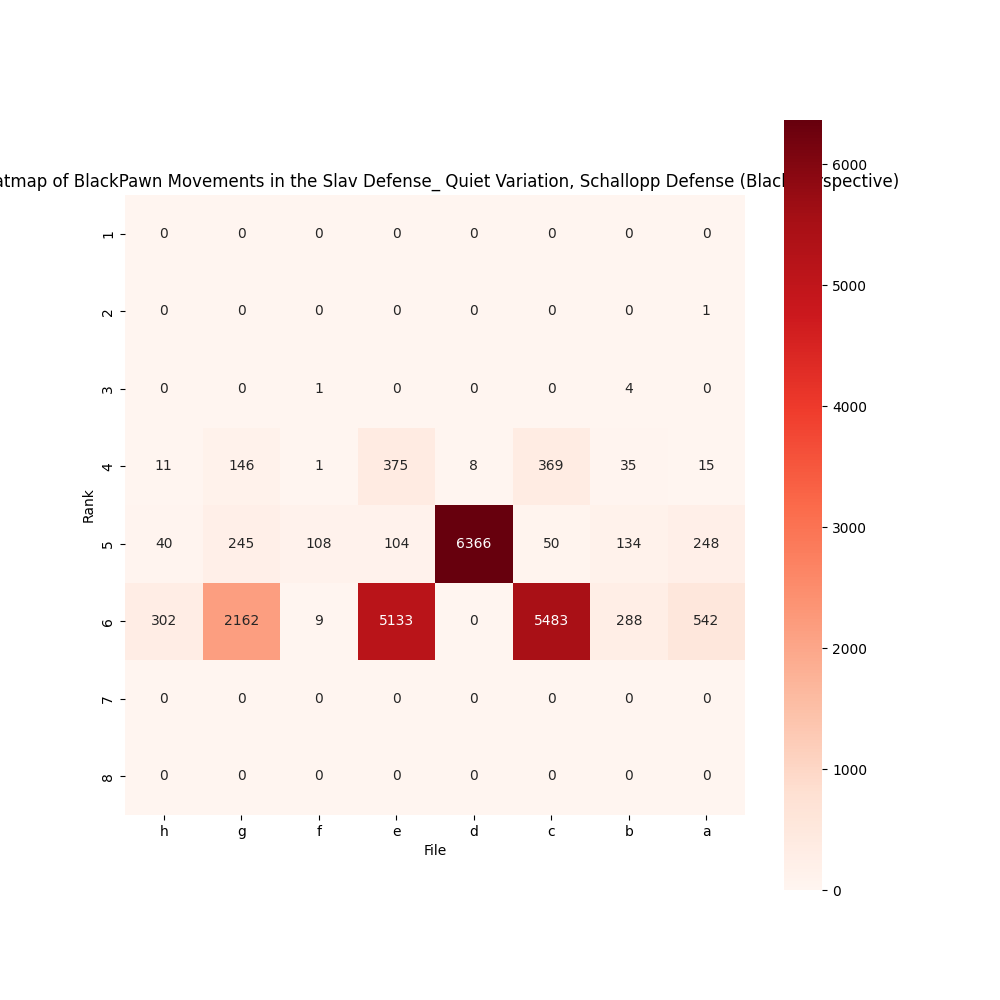 atmap of BlackPawn Movements in the Slav Defense_ Quiet Variation, Schallopp Defense (Blac spective)
1 0 0 0 0 0 0 0 0
2 0 0 0 0 0 0 0 1
3 0 0 1 0 0 0 4 0
4 11 146 1 375 8 369 35 15
5 40 245 108 104 6366 50 134 248
6 302 2162 9 5133 0 5483 288 542
7 0 0 0 0 0 0 0 0
8 0 0 0 0 0 0 0 0
Rank
h g f e d c b a
File
6000
5000
4000
3000
2000
1000
0